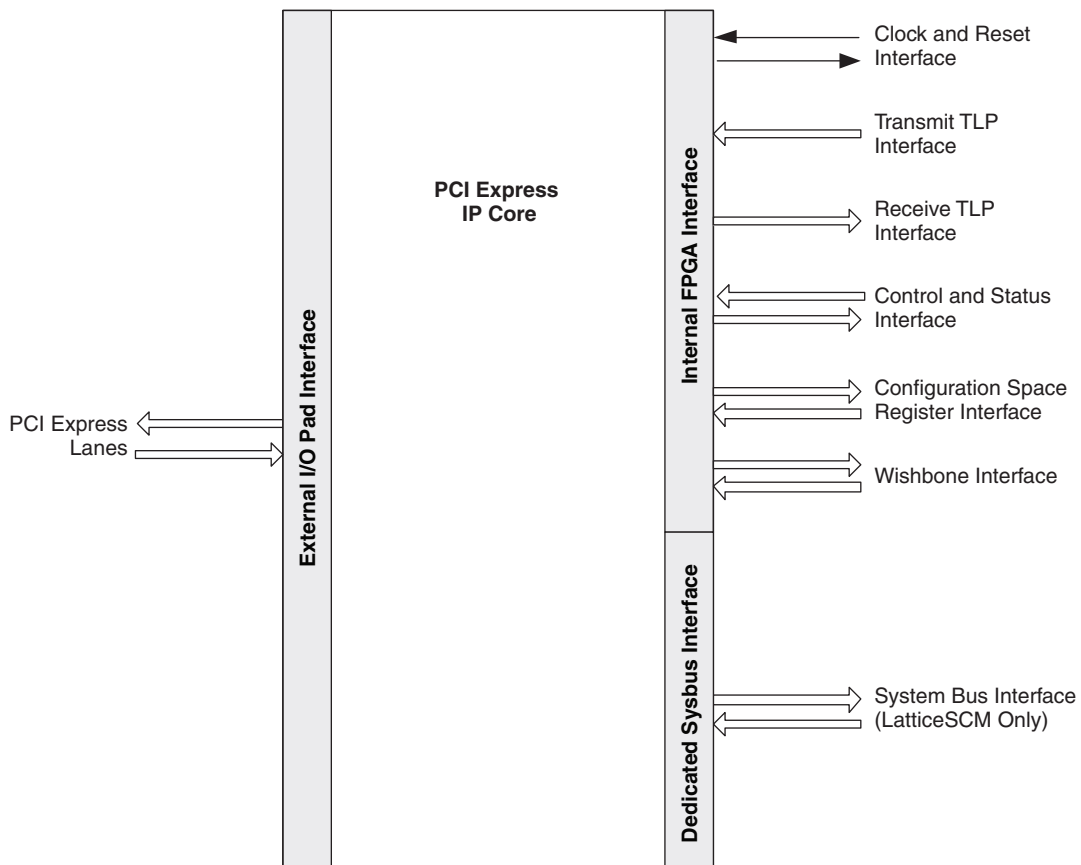 PCI Express
Lanes
External I/O Pad Interface
PCI Express
IP Core
Internal FPGA Interface
Dedicated Sysbus Interface
Clock and Reset
Interface
Transmit TLP
Interface
Receive TLP
Interface
Control and Status
Interface
Configuration Space
Register Interface
Wishbone Interface
System Bus Interface
(LatticeSCM Only)